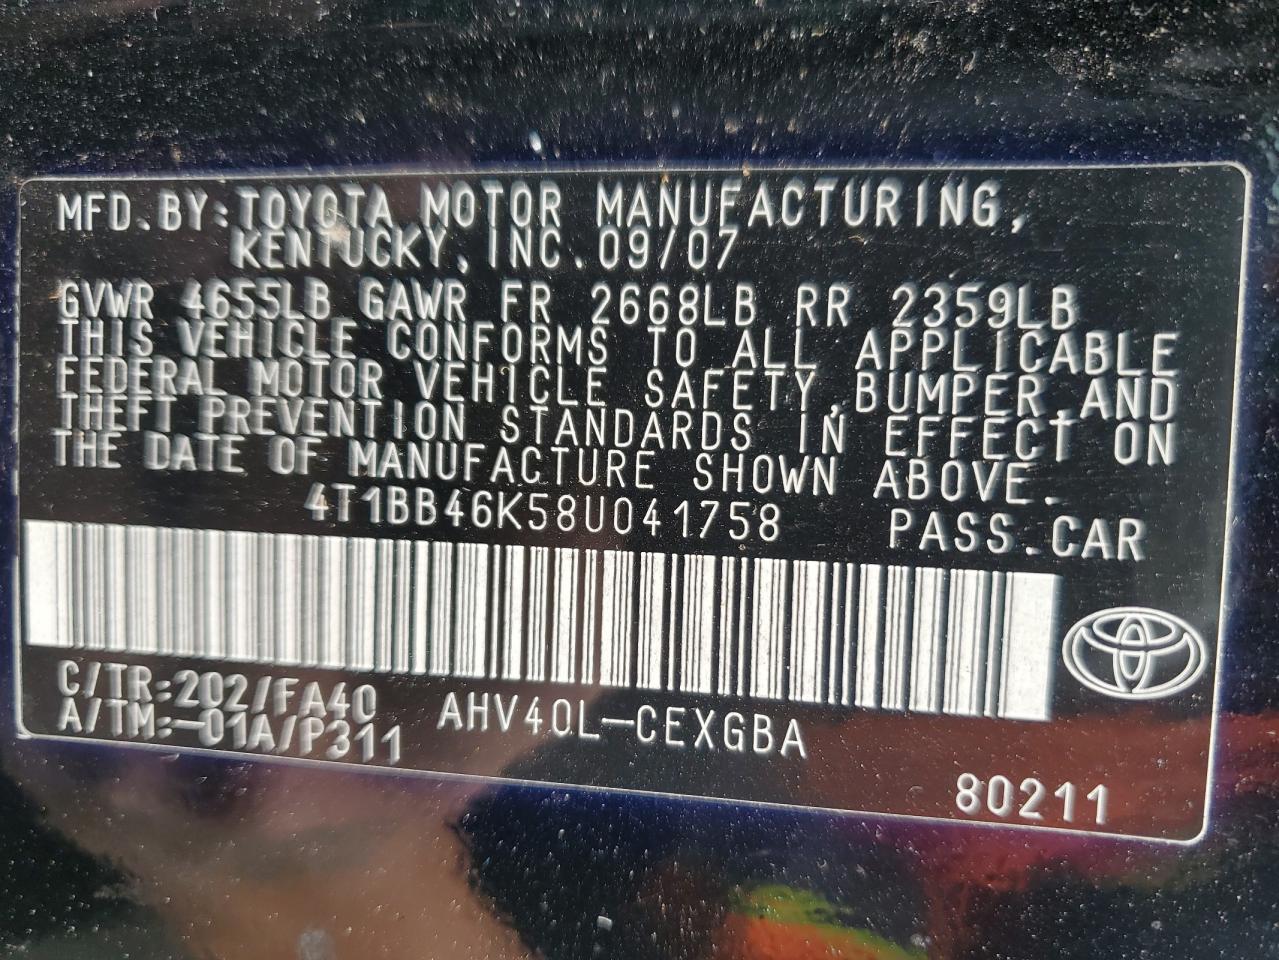 MFD.BY:TOYOTA MOTOR MANUFACTURING,
KENTUCKY, INC. 09/07
GVWR 4655LB GAWR FR 2668LB RR 2359LB
THIS VEHICLE CONFORMS TO ALL APPLICABLE
FEDERAL MOTOR VEHICLE SAFETY,BUMPER,AND
THEFT PREVENTION STANDARDS IN EFFECT ON
THE DATE OF MANUFACTURE SHOWN ABOVE.
4T1BB46K58U041758 PASS.CAR
C/TR:202/FA40
A/TM:-01A/P311 AHV40L-CEXGBA
80211